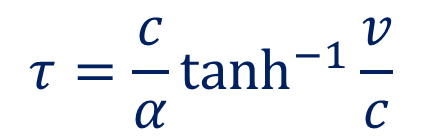 τ = c/α tanh⁻¹ v/c